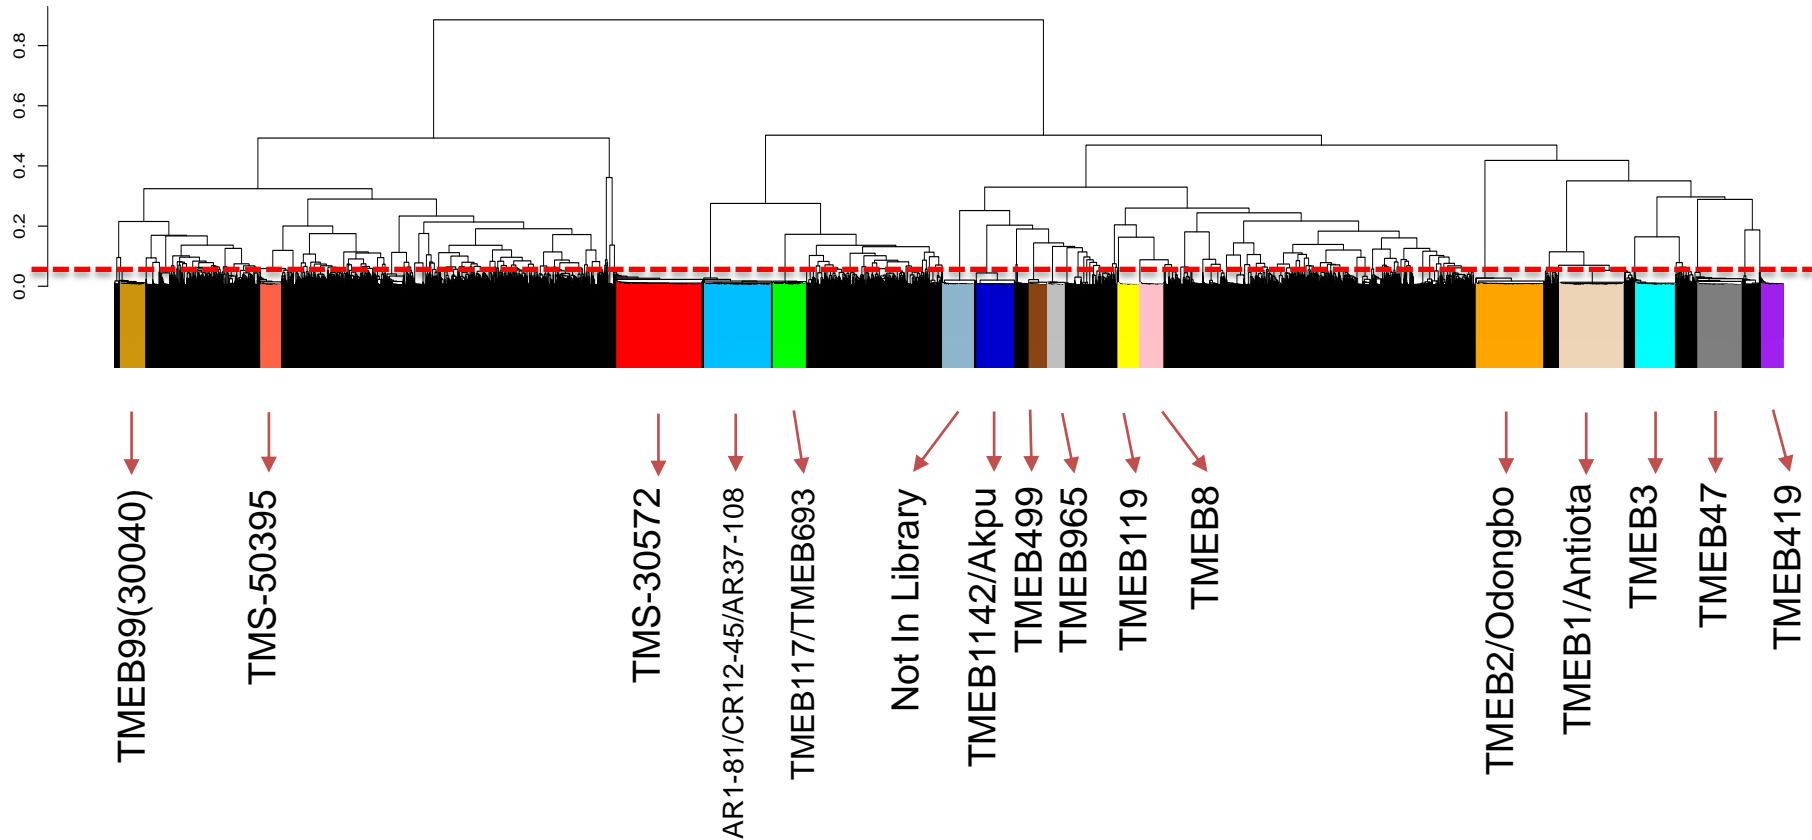 0.8
0.6
0.4
0.2
0.0
TMEB99(30040)
TMS-50395
TMS-30572
AR1-81/CR12-45/AR37-108
TMEB117/TMEB693
Not In Library
TMEB1142/Akpu
TMEB499
TMEB965
TMEB119
TMEB8
TMEB2/Odongbo
TMEB1/Antiota
TMEB3
TMEB47
TMEB419